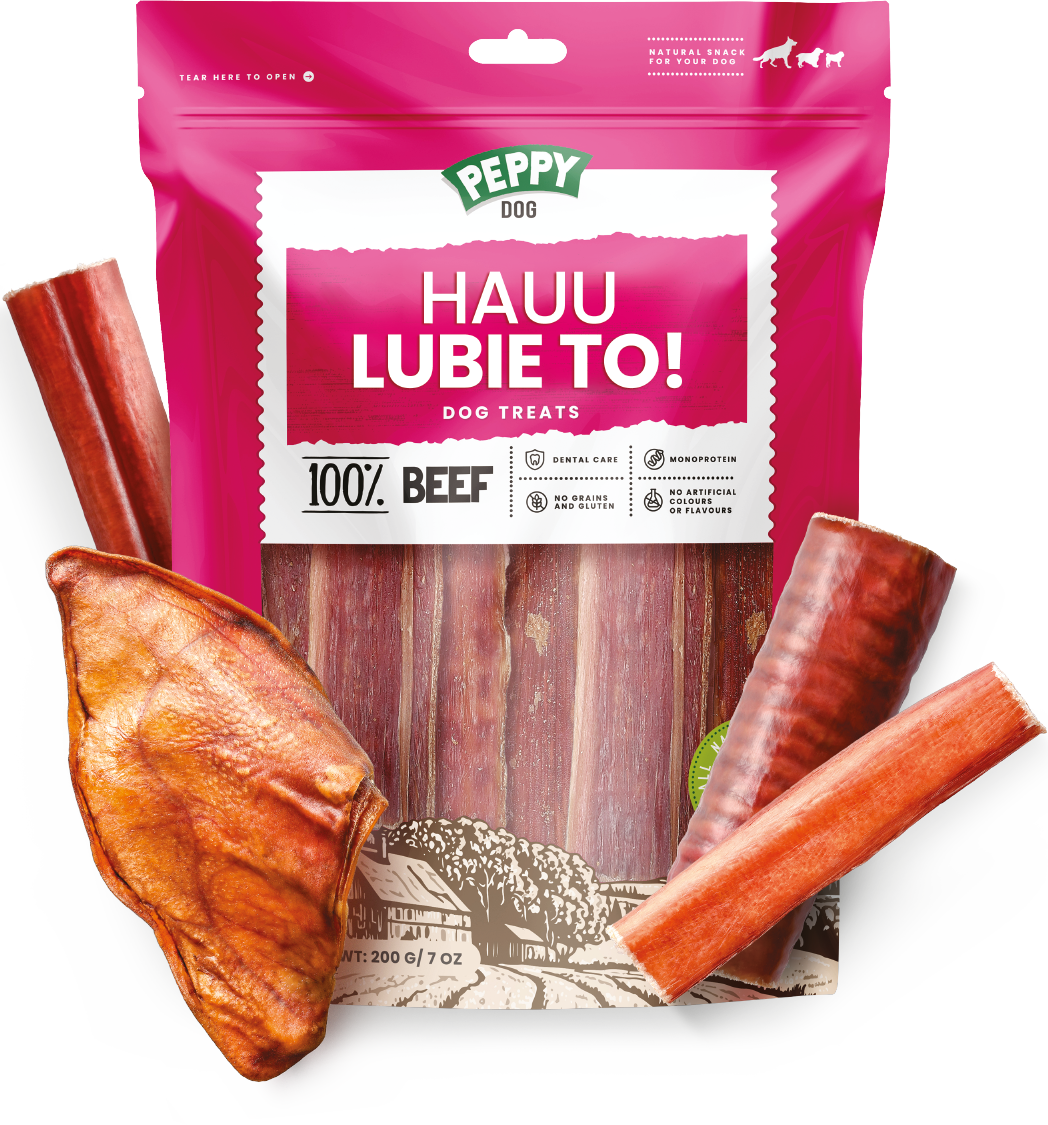 TEAR HERE TO OPEN
NATURAL SNACK
FOR YOUR DOG
PEPPY
DOG
HAUU
LUBIE TO!
DOG TREATS
100% BEEF
DENTAL CARE
MONOPROTEIN
NO GRAINS
AND GLUTEN
NO ARTIFICIAL
COLOURS
OR FLAVOURS
ALL
WT: 200 G/ 7 OZ